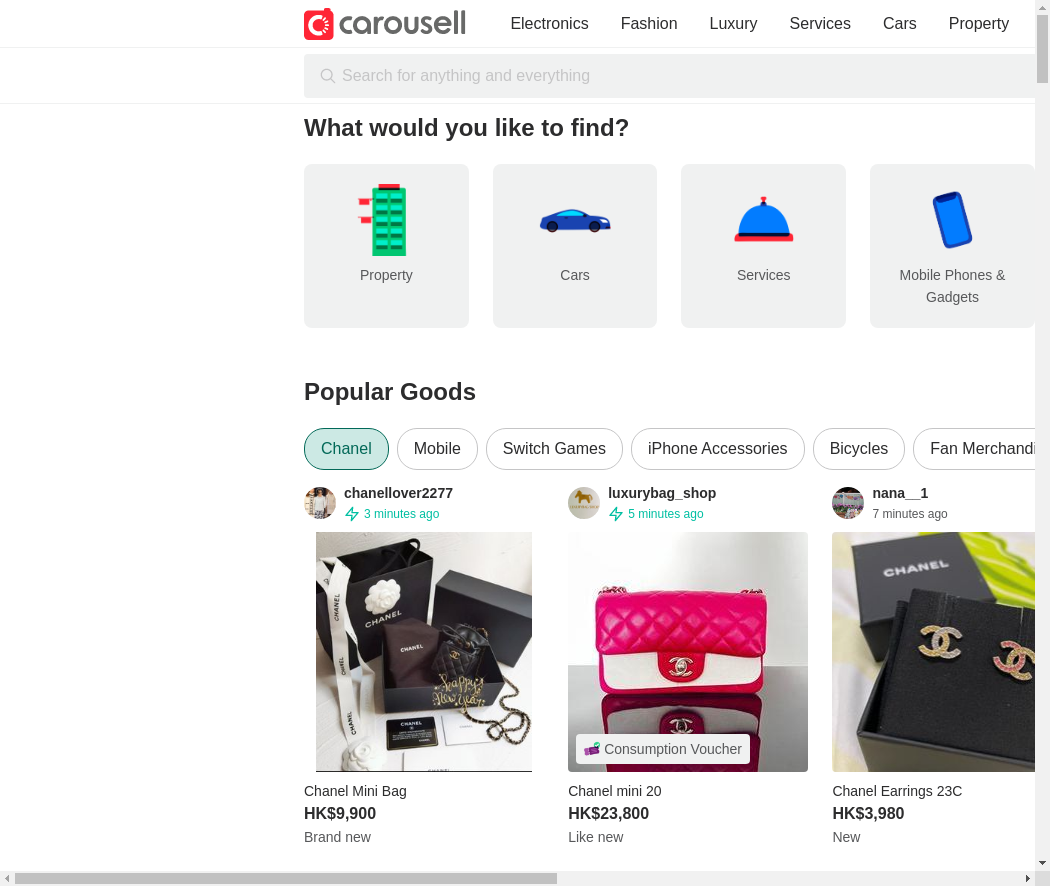 carousell
Electronics Fashion Luxury Services Cars Property
Search for anything and everything
What would you like to find?
Property
Cars
Services
Mobile Phones &
Gadgets
Popular Goods
Chanel Mobile Switch Games iPhone Accessories Bicycles Fan Merchandi
chanellover2277
3 minutes ago
luxurybag_shop
5 minutes ago
nana__1
7 minutes ago
CHANEL
CHANEL
CHANEL
CHANEL
CHANEL
happy
New year
CHANEL
Consumption Voucher
CHANEL
Chanel Mini Bag
HK$9,900
Brand new
Chanel mini 20
HK$23,800
Like new
Chanel Earrings 23C
HK$3,980
New